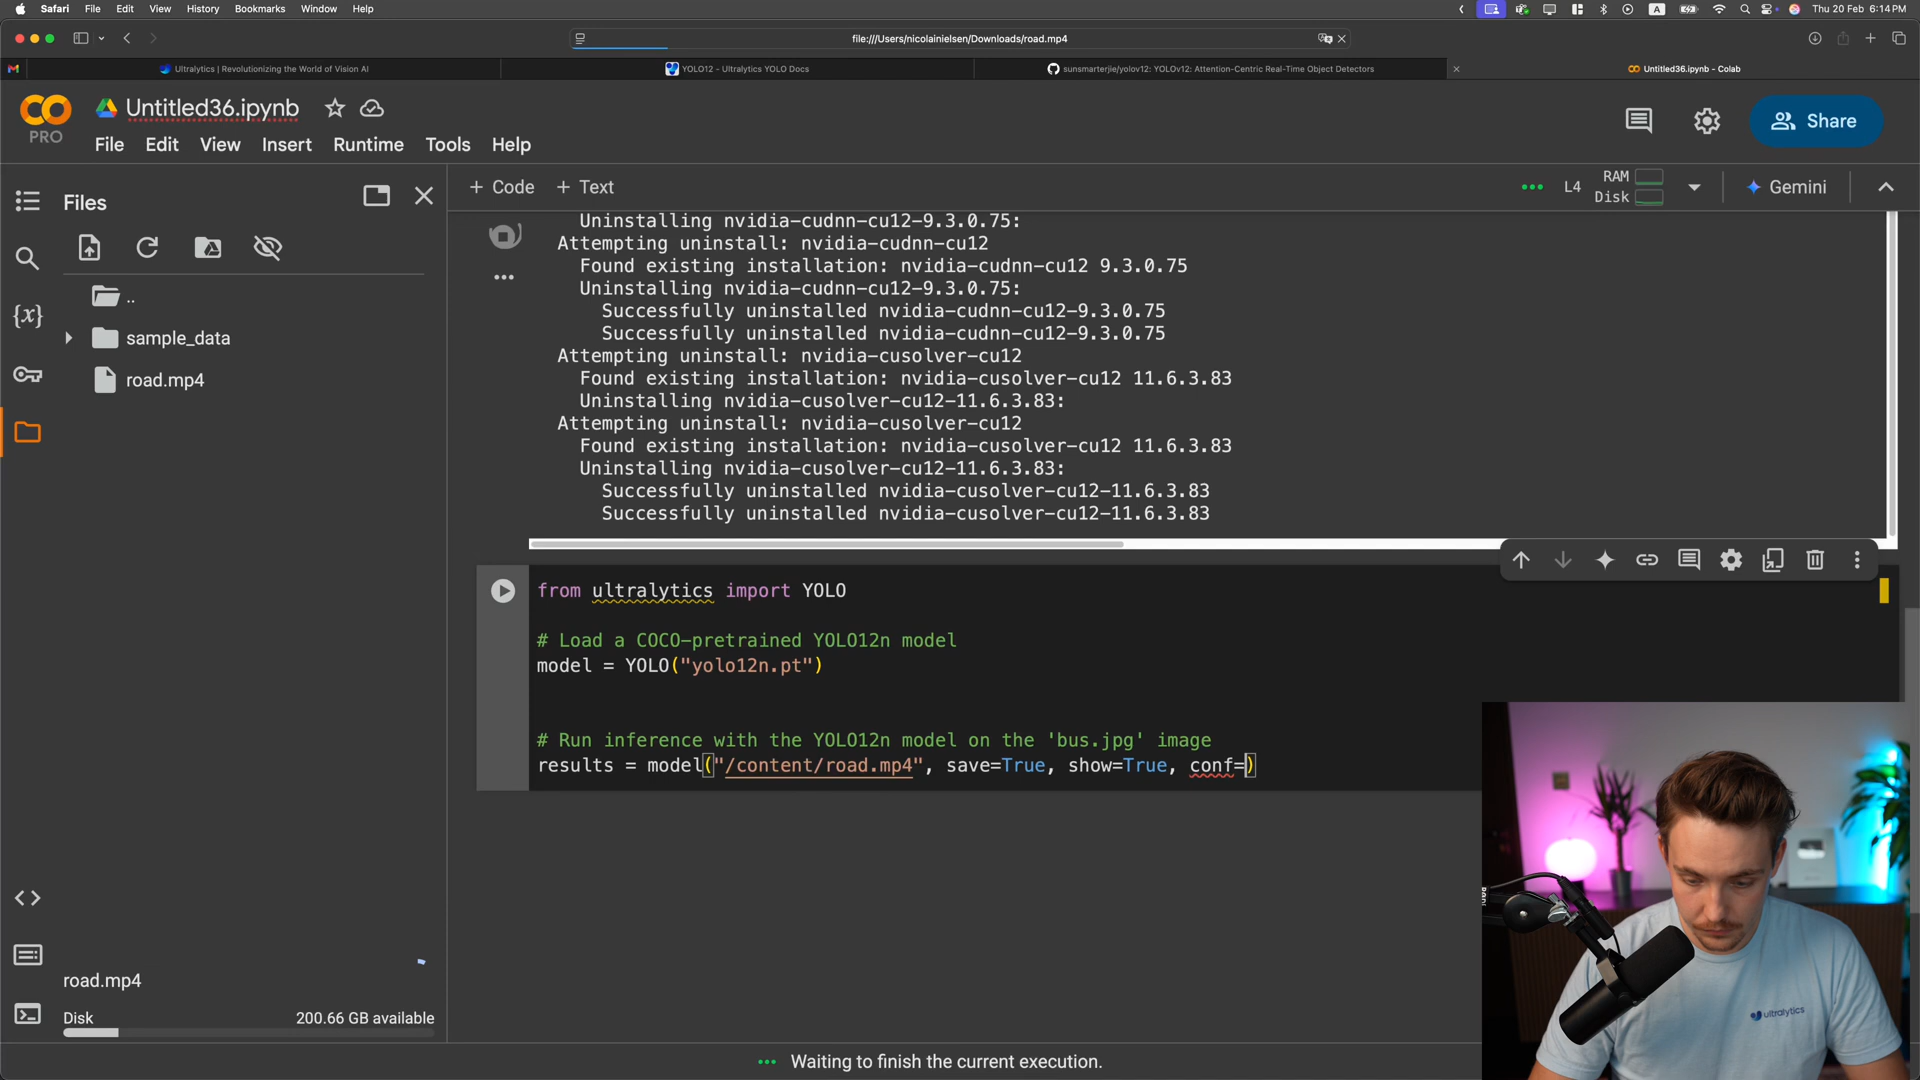 Safari File Edit View History Bookmarks Window Help
A
Thu 20 Feb 6:14 PM
file:///Users/nicolainielsen/Downloads/road.mp4
Ultralytics | Revolutionizing the World of Vision AI
YOLO12 - Ultralytics YOLO Docs
sunsmarterjie/yolov12: YOLOv12: Attention-Centric Real-Time Object Detectors
Untitled36.ipynb - Colab
PRO
Untitled36.ipynb
File Edit View Insert Runtime Tools Help
Share
Files
+ Code + Text
L4
RAM
Disk
Gemini
..
sample_data
road.mp4
{x}
Uninstalling nvidia-cudnn-cu12-9.3.0.75:
Attempting uninstall: nvidia-cudnn-cu12
Found existing installation: nvidia-cudnn-cu12 9.3.0.75
Uninstalling nvidia-cudnn-cu12-9.3.0.75:
Successfully uninstalled nvidia-cudnn-cu12-9.3.0.75
Successfully uninstalled nvidia-cudnn-cu12-9.3.0.75
Attempting uninstall: nvidia-cusolver-cu12
Found existing installation: nvidia-cusolver-cu12 11.6.3.83
Uninstalling nvidia-cusolver-cu12-11.6.3.83:
Attempting uninstall: nvidia-cusolver-cu12
Found existing installation: nvidia-cusolver-cu12 11.6.3.83
Uninstalling nvidia-cusolver-cu12-11.6.3.83:
Successfully uninstalled nvidia-cusolver-cu12-11.6.3.83
Successfully uninstalled nvidia-cusolver-cu12-11.6.3.83
from ultralytics import YOLO
# Load a COCO-pretrained YOLO12n model
model = YOLO("yolo12n.pt")
# Run inference with the YOLO12n model on the 'bus.jpg' image
results = model("/content/road.mp4", save=True, show=True, conf=)
road.mp4
Disk
200.66 GB available
Waiting to finish the current execution.
ultralytics